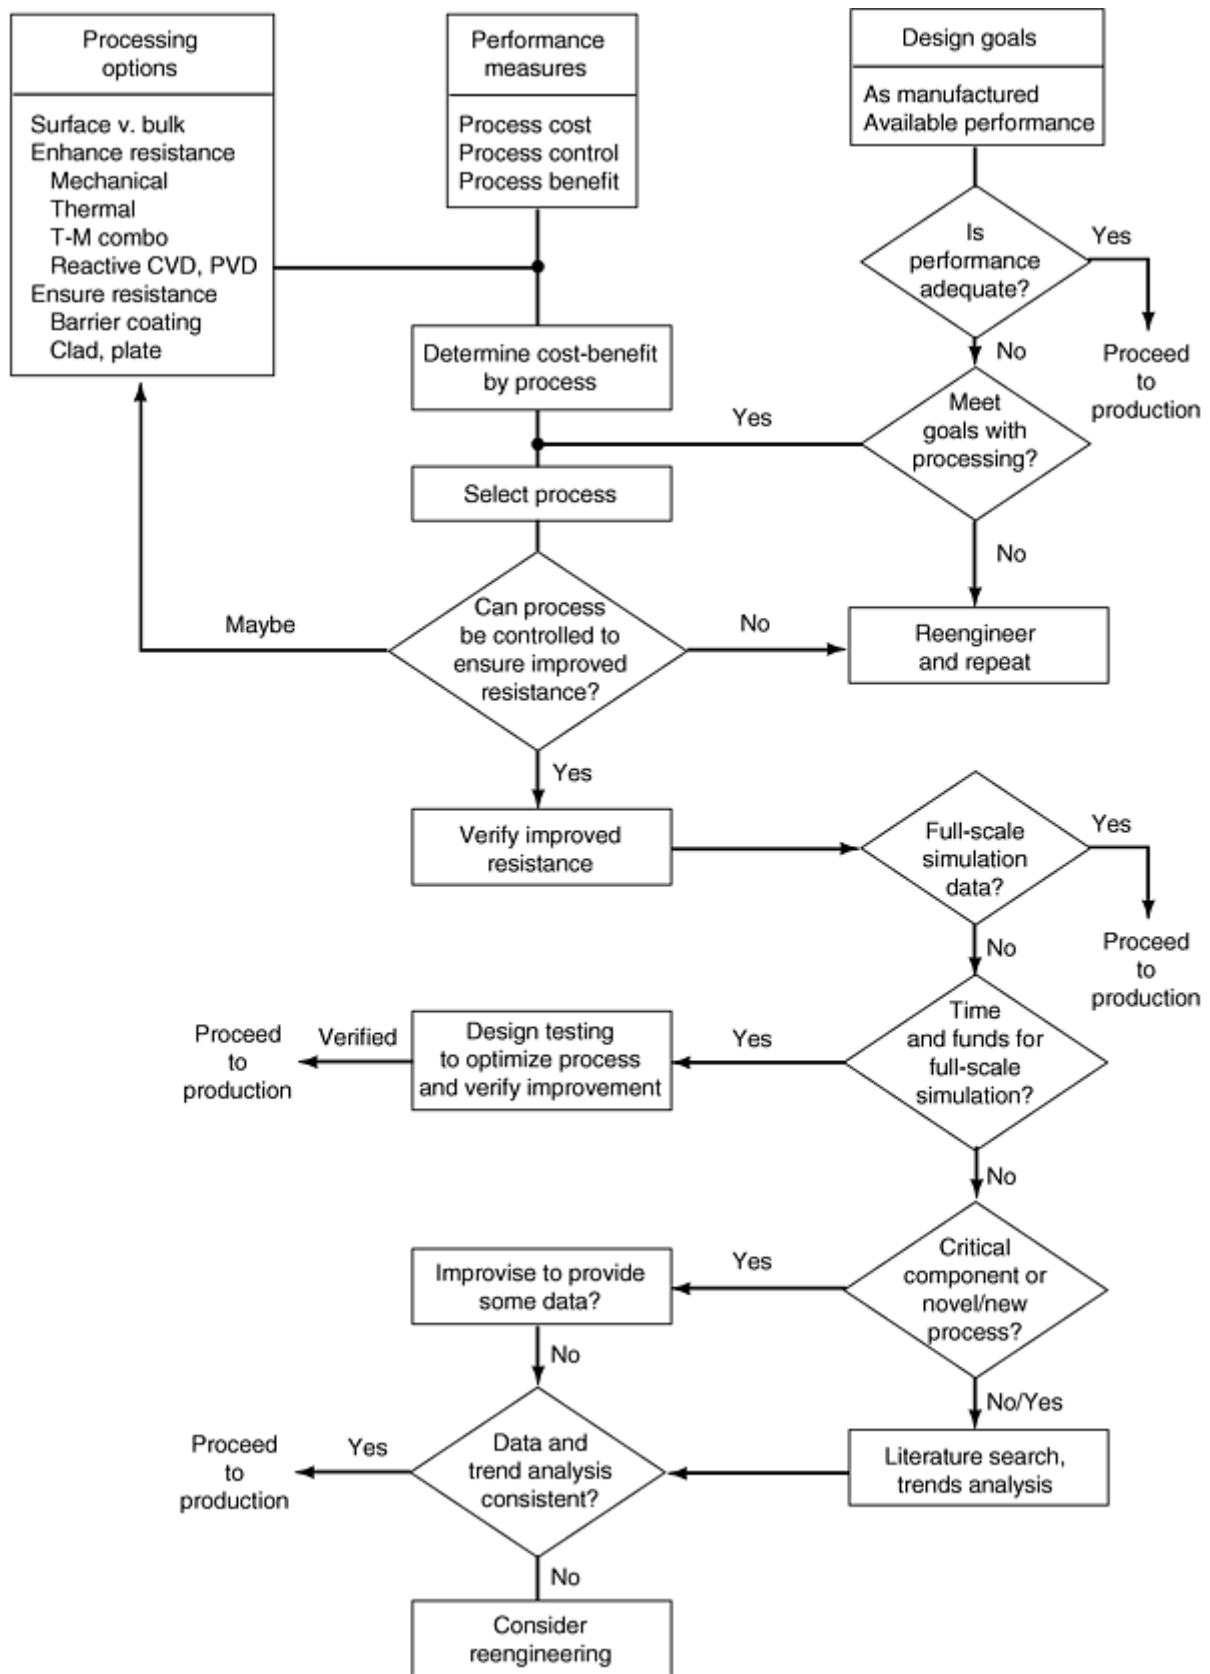 Processing
options
Surface v. bulk
Enhance resistance
Mechanical
Thermal
T-M combo
Reactive CVD, PVD
Ensure resistance
Barrier coating
Clad, plate
Performance
measures
Process cost
Process control
Process benefit
Design goals
As manufactured
Available performance
Is
performance
adequate?
Yes
Proceed
to
production
No
Determine cost-benefit
by process
Meet
goals with
processing?
Yes
No
Select process
Can process
be controlled to
ensure improved
resistance?
Maybe
No
Reengineer
and repeat
Yes
Verify improved
resistance
Full-scale
simulation
data?
Yes
Proceed
to
production
No
Time
and funds for
full-scale
simulation?
Yes
Design testing
to optimize process
and verify improvement
Verified
Proceed
to
production
No
Critical
component or
novel/new
process?
Yes
Improvise to provide
some data?
No
No/Yes
Literature search,
trends analysis
Data and
trend analysis
consistent?
Yes
Proceed
to
production
No
Consider
reengineering